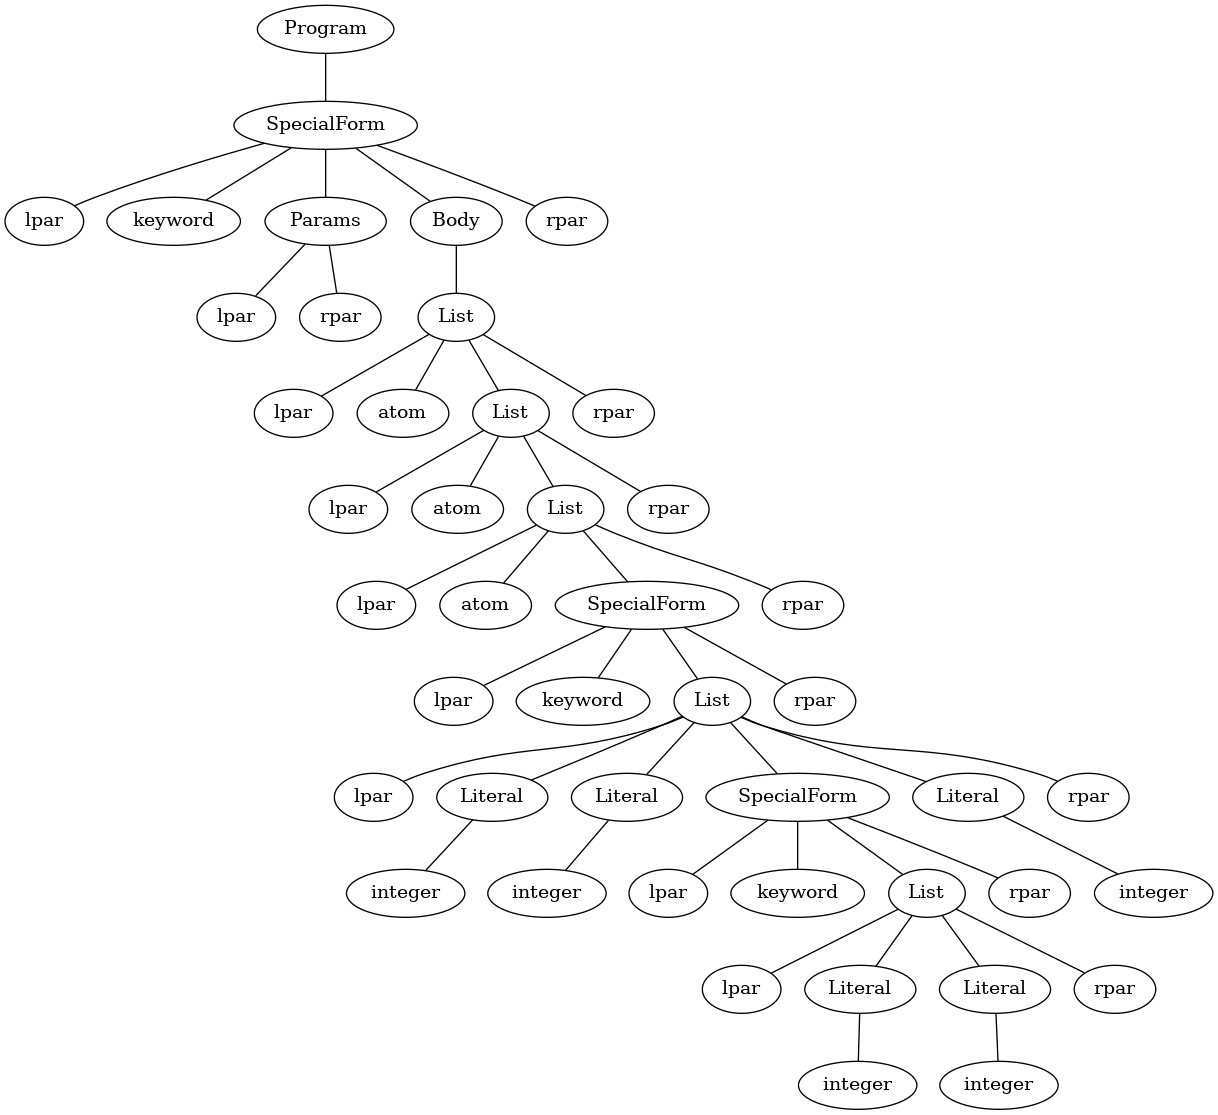 Program
SpecialForm
lpar keyword Params Body rpar
lpar rpar List
lpar atom List rpar
lpar atom List rpar
lpar atom SpecialForm rpar
lpar keyword List rpar
lpar Literal Literal SpecialForm Literal rpar
integer integer lpar keyword List rpar integer
lpar Literal Literal rpar
integer integer